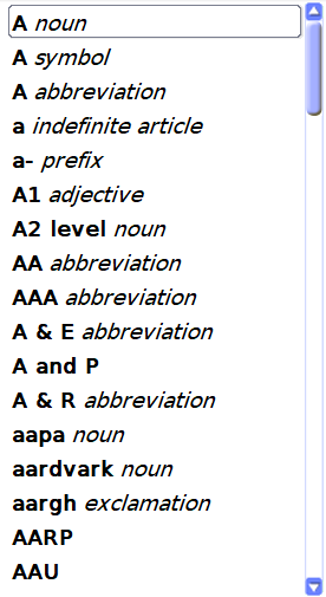 A noun
A symbol
A abbreviation
a indefinite article
a- prefix
A1 adjective
A2 level noun
AA abbreviation
AAA abbreviation
A & E abbreviation
A and P
A & R abbreviation
aapa noun
aardvark noun
aargh exclamation
AARP
AAU